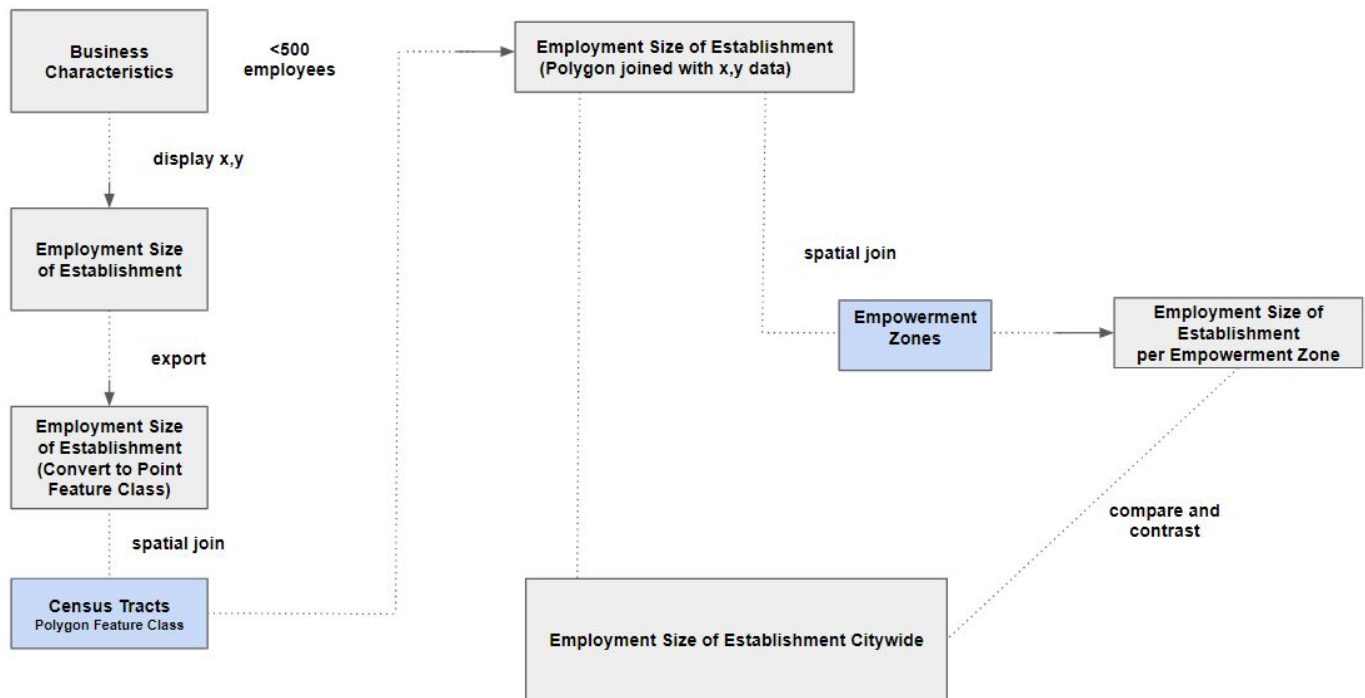 Business
Characteristics
<500
employees
display x,y
Employment Size
of Establishment
export
Employment Size
of Establishment
(Convert to Point
Feature Class)
spatial join
Census Tracts
Polygon Feature Class
Employment Size of Establishment
(Polygon joined with x,y data)
spatial join
Empowerment
Zones
Employment Size of
Establishment
per Empowerment Zone
compare and
contrast
Employment Size of Establishment Citywide